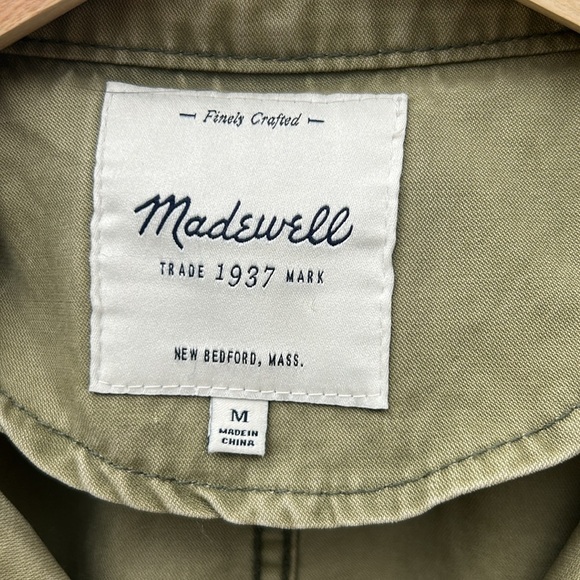 Finely Crafted
Madewell
TRADE 1937 MARK
NEW BEDFORD, MASS.
M
MADE IN
CHINA